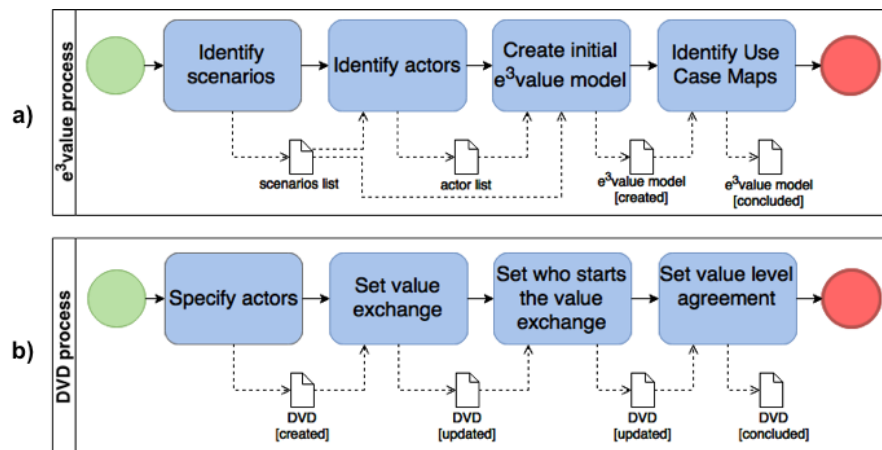 a)
e³value process
Identify
scenarios
Identify actors
Create initial
e³value model
Identify Use
Case Maps
scenarios list
actor list
e³value model
[created]
e³value model
[concluded]
b)
DVD process
Specify actors
Set value
exchange
Set who starts
the value
exchange
Set value level
agreement
DVD
[created]
DVD
[updated]
DVD
[updated]
DVD
[concluded]